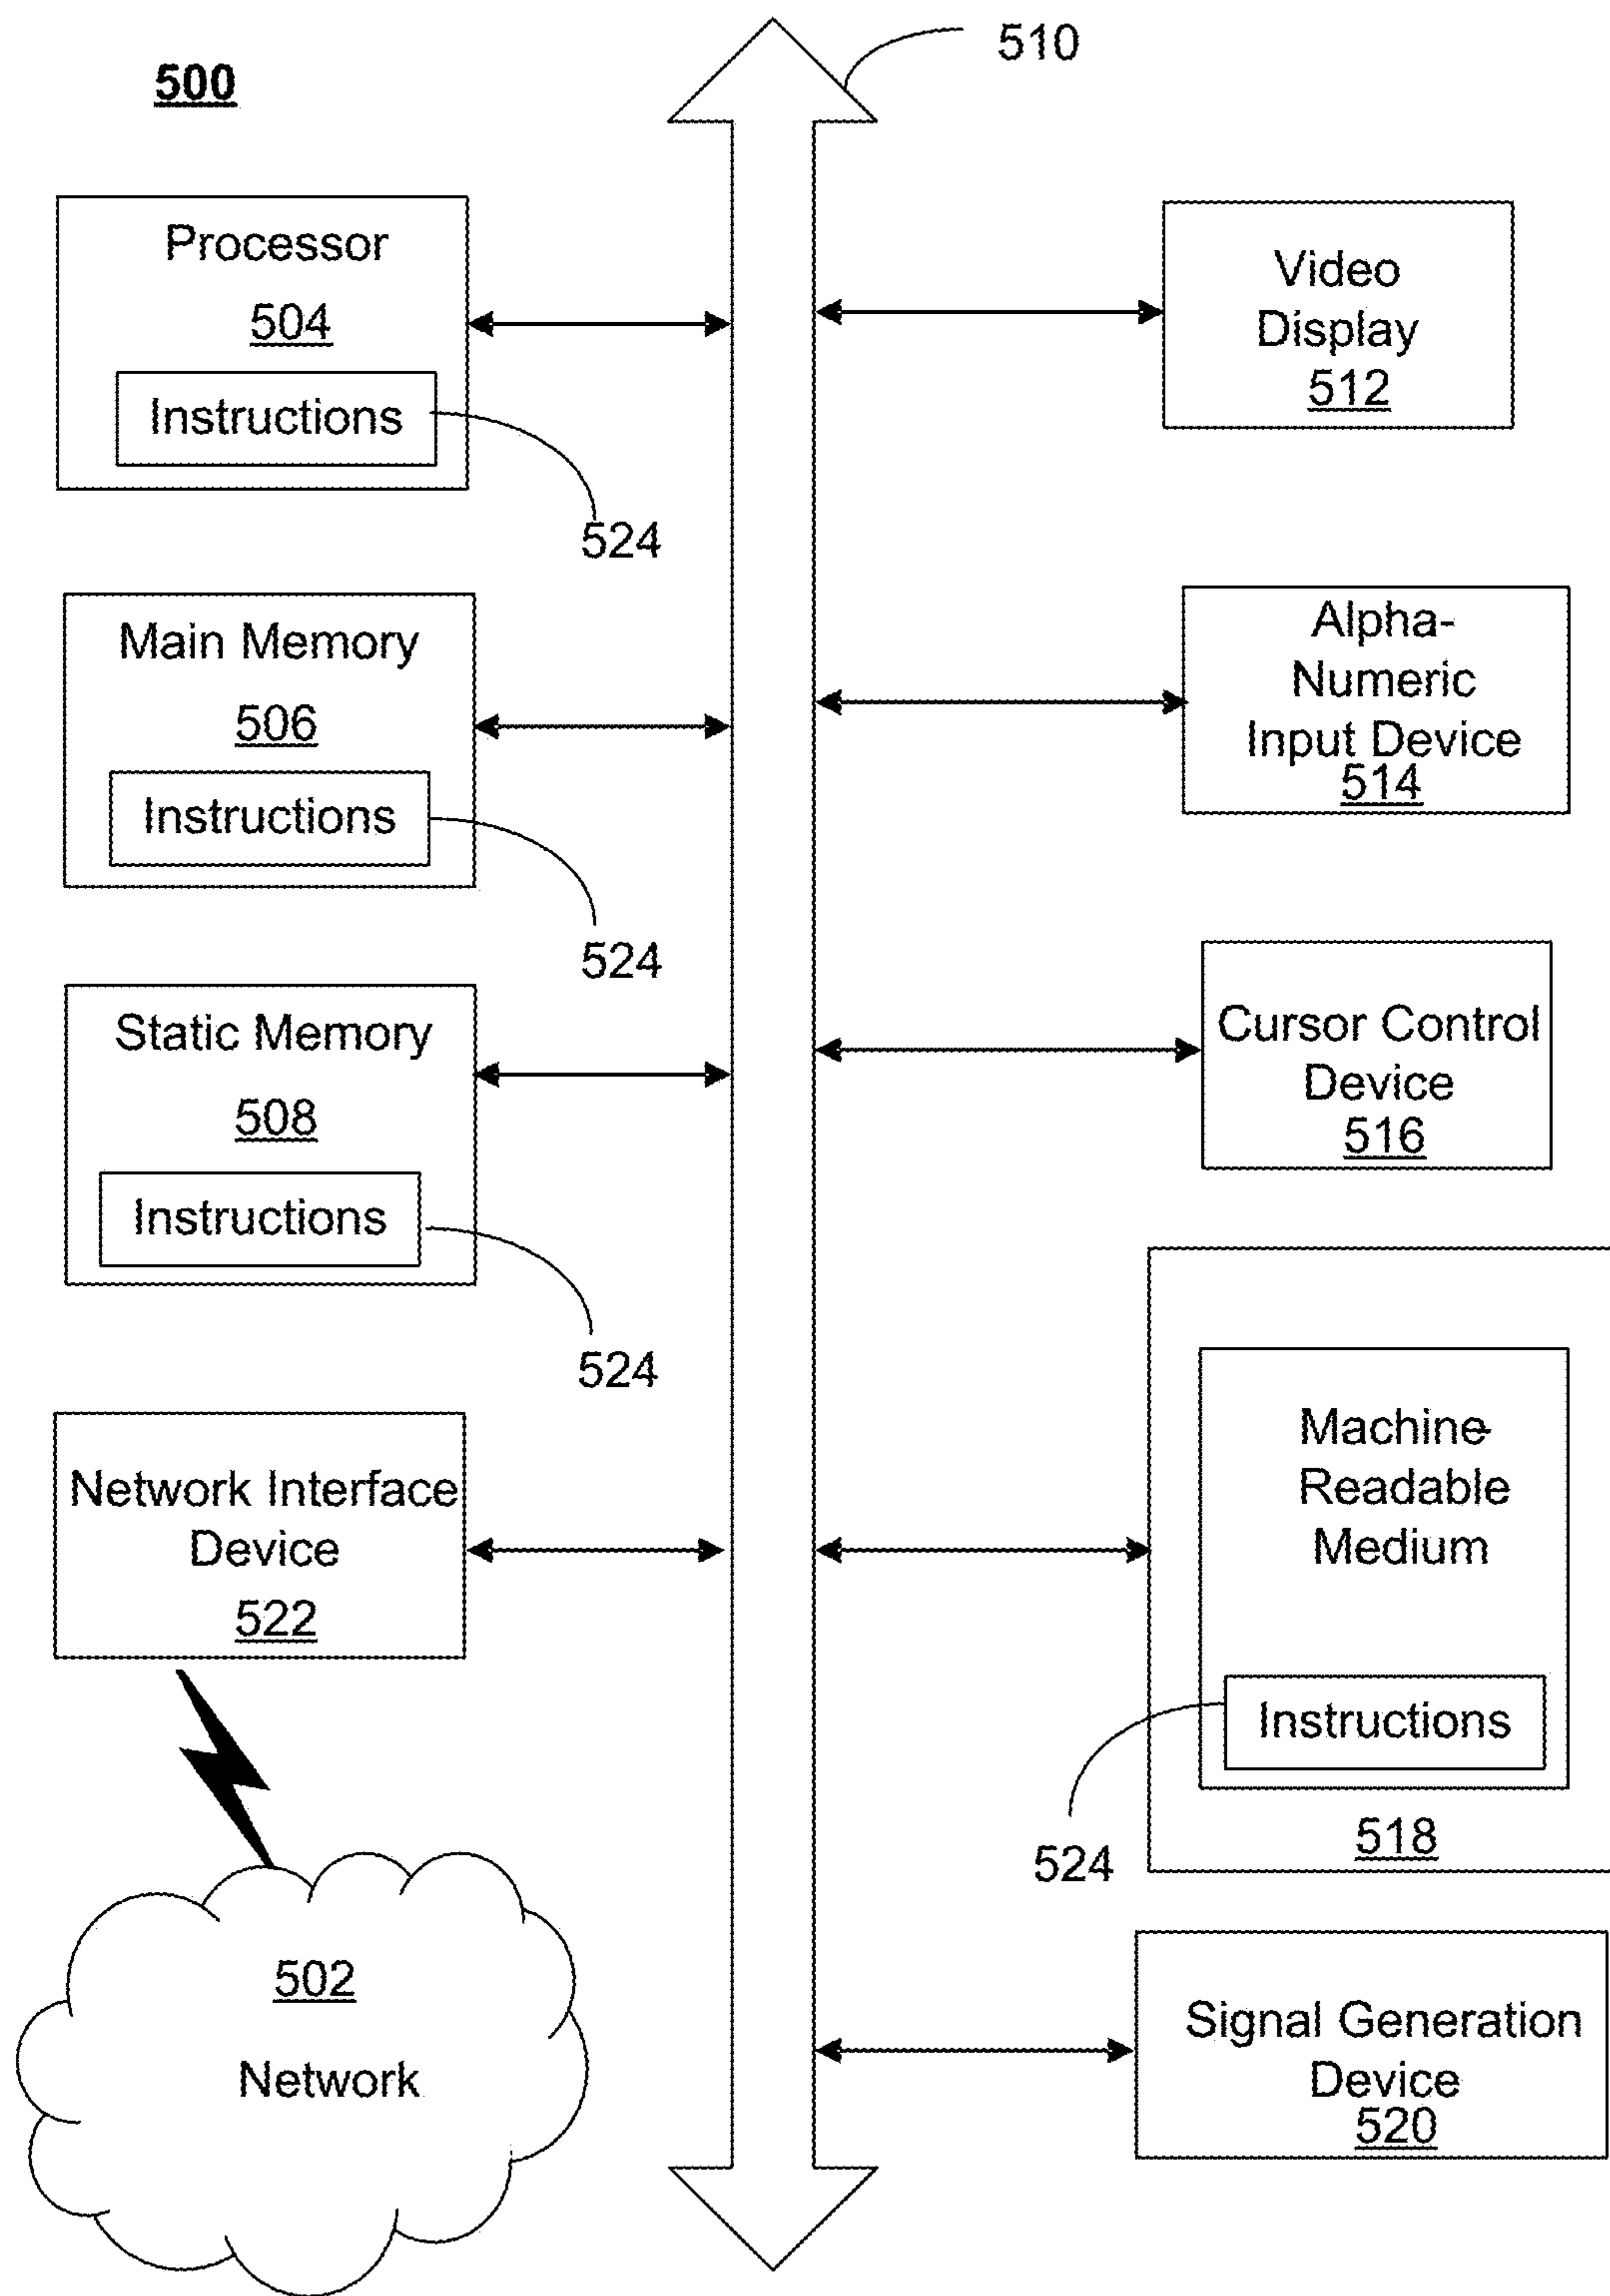 500
510
Processor
504
Instructions
524
Main Memory
506
Instructions
524
Static Memory
508
Instructions
524
Network Interface
Device
522
502
Network
Video
Display
512
Alpha-
Numeric
Input Device
514
Cursor Control
Device
516
Machine-
Readable
Medium
Instructions
524
518
Signal Generation
Device
520